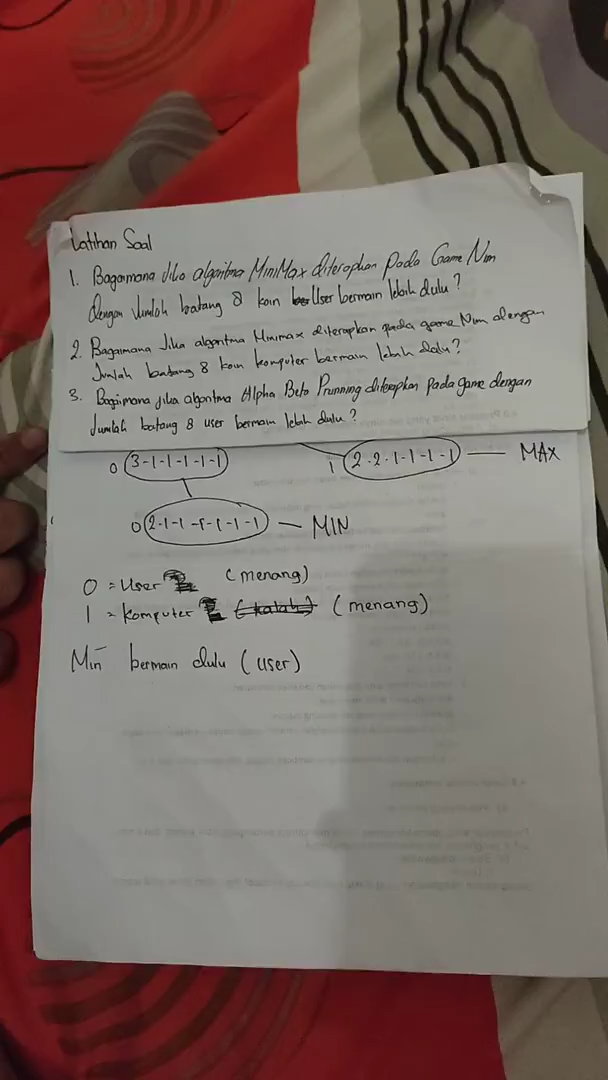 Latihan Soal
1. Bagaimana Jika algoritma MiniMax diterapkan pada Game Nim
dengan Jumlah batang 8 koin User bermain lebih dulu?
2. Bagaimana Jika algoritma Minimax diterapkan pada game Nim dengan
Jumlah batang 8 koin komputer bermain lebih dulu?
3. Bagaimana jika algoritma Alpha Beta Prunning diterapkan pada game dengan
Jumlah batang 8 user bermain lebih dulu?
0 3-1-1-1-1-1 1 2-2-1-1-1-1 — MAX
0 2-1-1-1-1-1-1 — MIN
0 = User (menang)
1 = komputer (kalah) (menang)
Min bermain dulu (user)